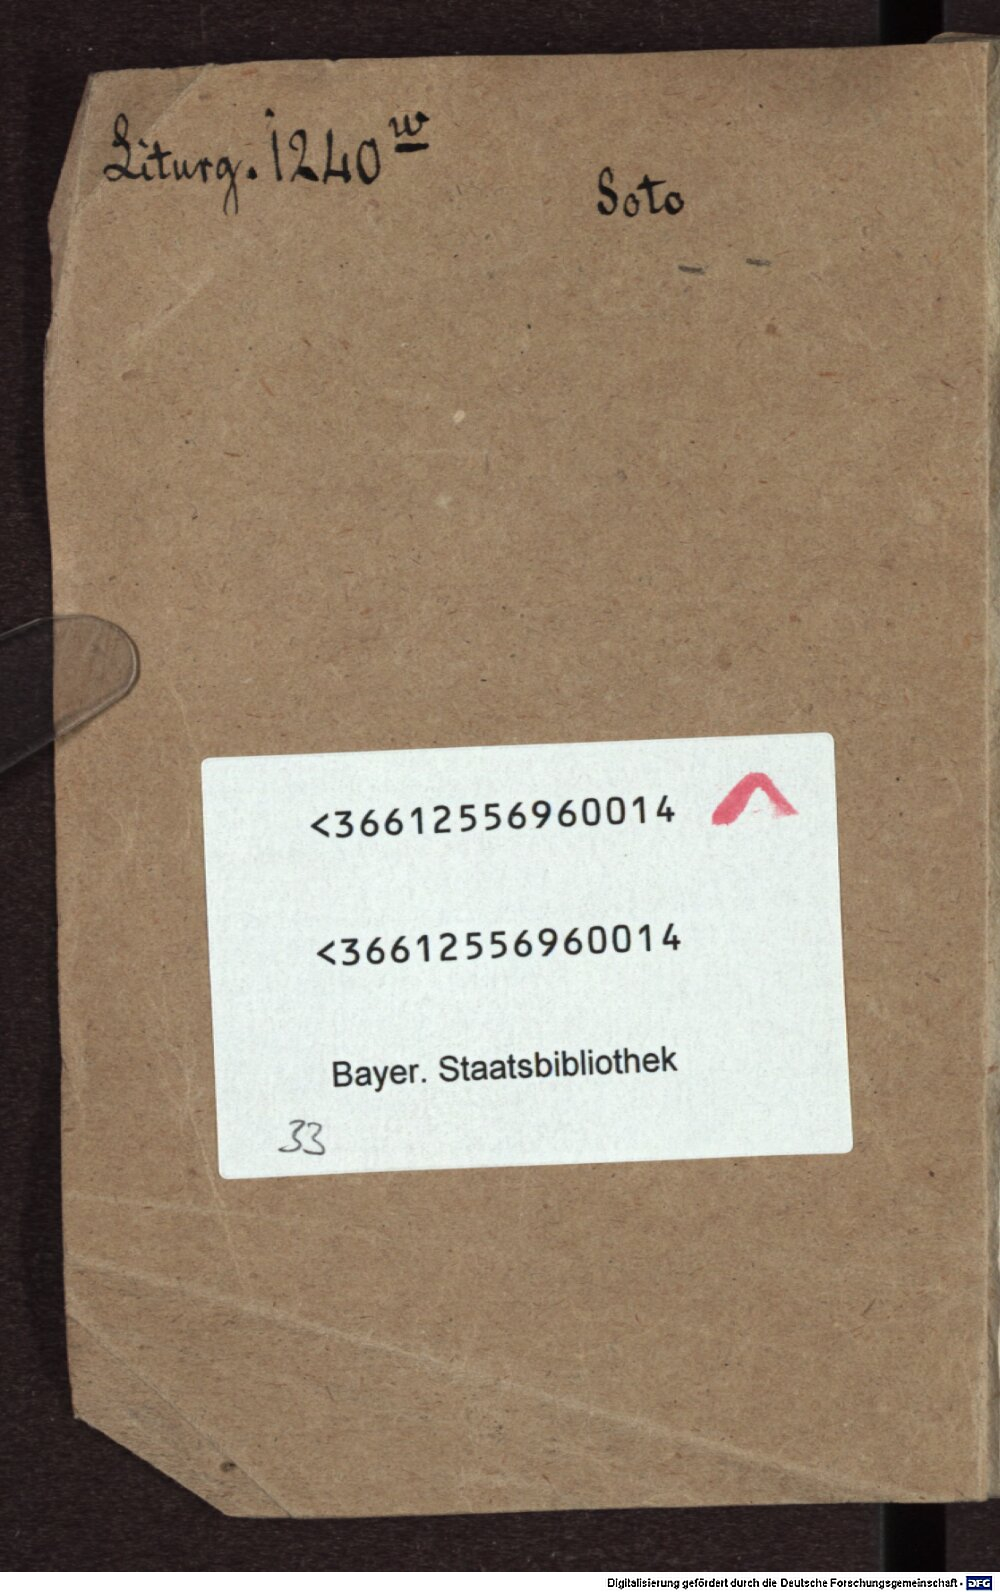 Liturg. 1240 w
Soto
<36612556960014
<36612556960014
Bayer. Staatsbibliothek
33
Digitalisierung gefördert durch die Deutsche Forschungsgemeinschaft - DFG